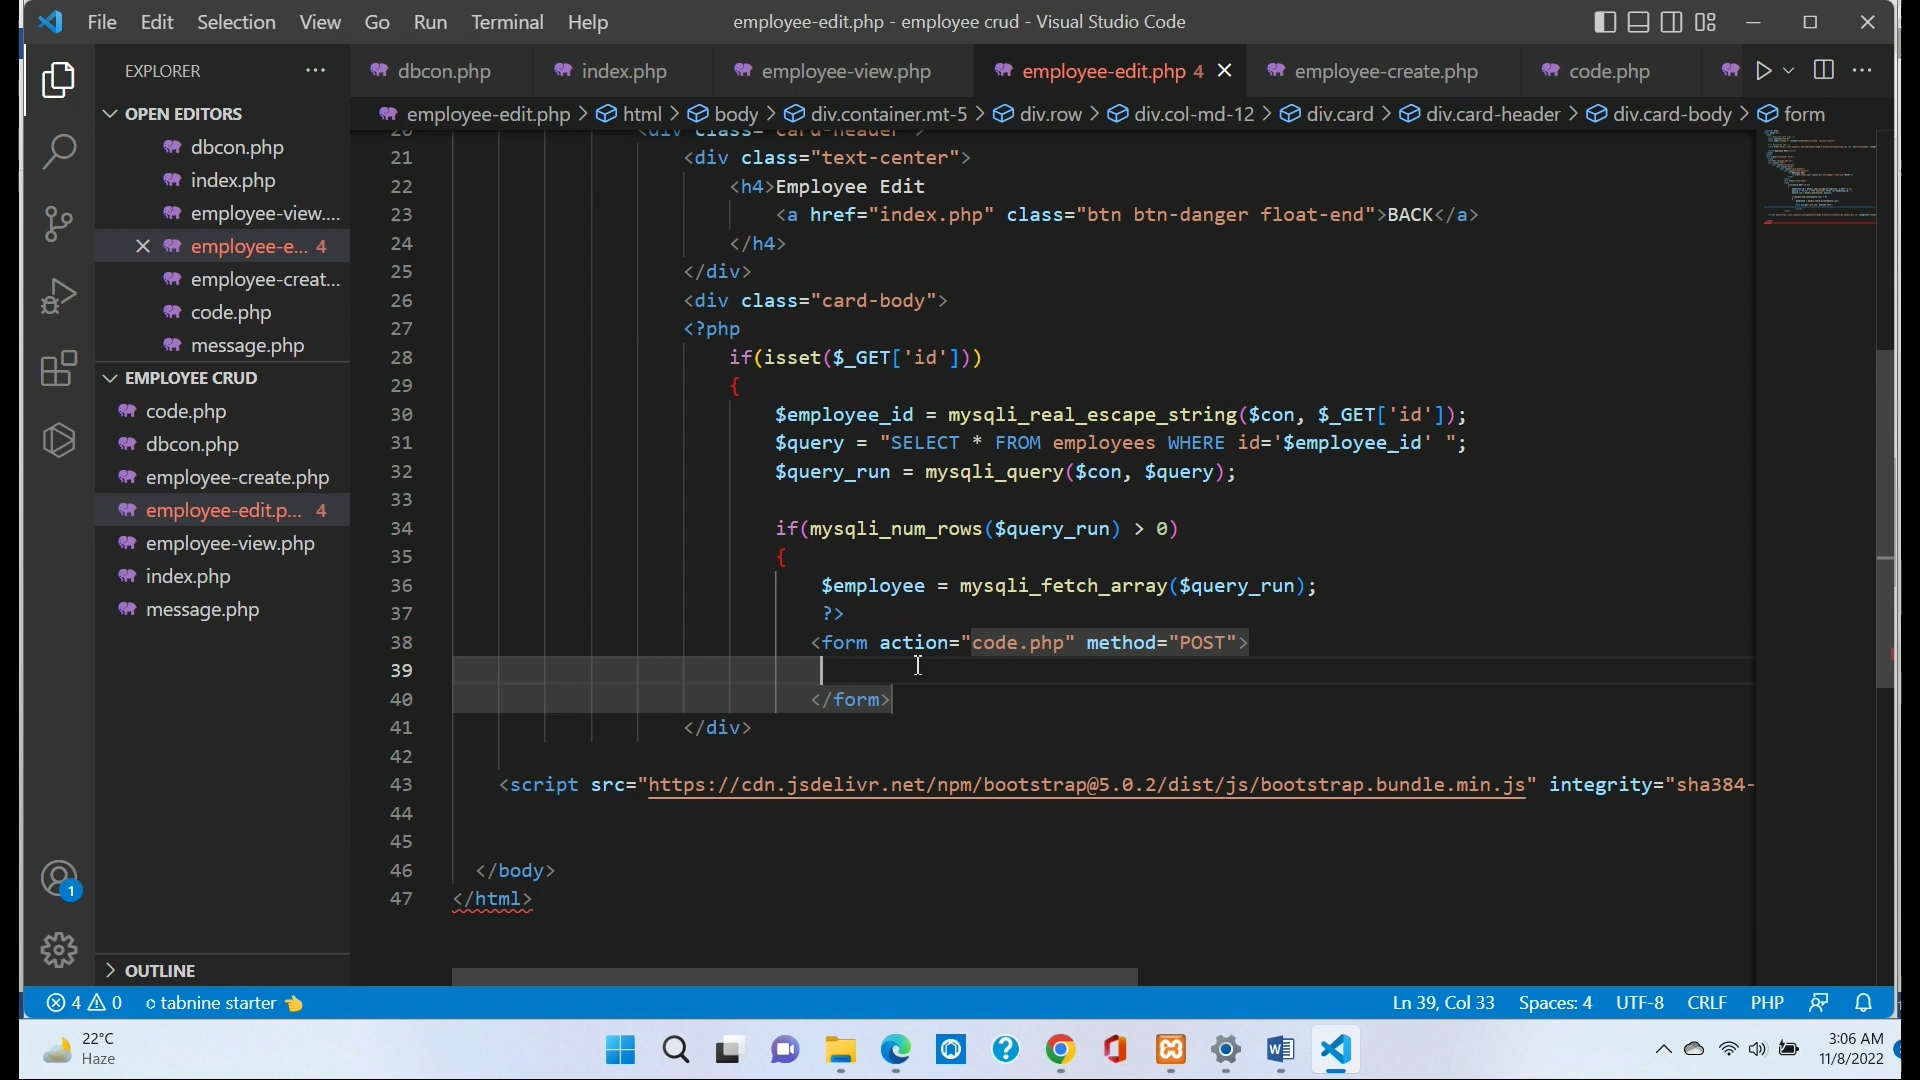 File Edit Selection View Go Run Terminal Help
employee-edit.php - employee crud - Visual Studio Code
EXPLORER
dbcon.php
index.php
employee-view.php
employee-edit.php 4
employee-create.php
code.php
employee-edit.php > html > body > div.container.mt-5 > div.row > div.col-md-12 > div.card > div.card-header > div.card-body > form
OPEN EDITORS
dbcon.php
index.php
employee-view....
employee-e... 4
employee-creat...
code.php
message.php
EMPLOYEE CRUD
code.php
dbcon.php
employee-create.php
employee-edit.p... 4
employee-view.php
index.php
message.php
OUTLINE
20 <div class="card-header">
21 <div class="text-center">
22 <h4>Employee Edit
23 <a href="index.php" class="btn btn-danger float-end">BACK</a>
24 </h4>
25 </div>
26 <div class="card-body">
27 <?php
28 if(isset($_GET['id']))
29 {
30 $employee_id = mysqli_real_escape_string($con, $_GET['id']);
31 $query = "SELECT * FROM employees WHERE id='$employee_id' ";
32 $query_run = mysqli_query($con, $query);
33
34 if(mysqli_num_rows($query_run) > 0)
35 {
36 $employee = mysqli_fetch_array($query_run);
37 ?>
38 <form action="code.php" method="POST">
39
40 </form>
41 </div>
42
43 <script src="https://cdn.jsdelivr.net/npm/bootstrap@5.0.2/dist/js/bootstrap.bundle.min.js" integrity="sha384-
44
45
46 </body>
47 </html>
1
4 0 tabnine starter 👈
Ln 39, Col 33 Spaces: 4 UTF-8 CRLF PHP
22°C
Haze
3:06 AM
11/8/2022